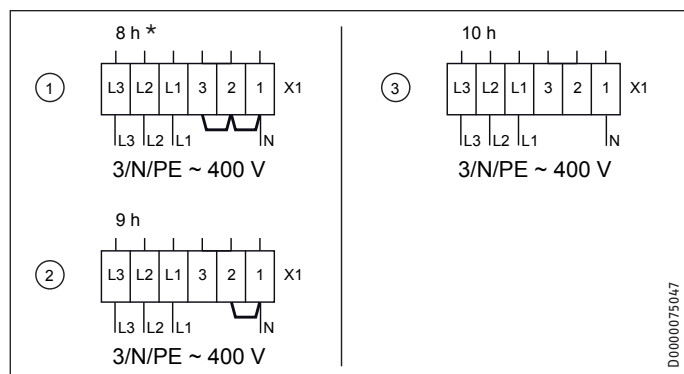 8 h *
1
L3 L2 L1 3 2 1 X1
L3 L2 L1 N
3/N/PE ~ 400 V
9 h
2
L3 L2 L1 3 2 1 X1
L3 L2 L1 N
3/N/PE ~ 400 V
10 h
3
L3 L2 L1 3 2 1 X1
L3 L2 L1 N
3/N/PE ~ 400 V
D0000075047